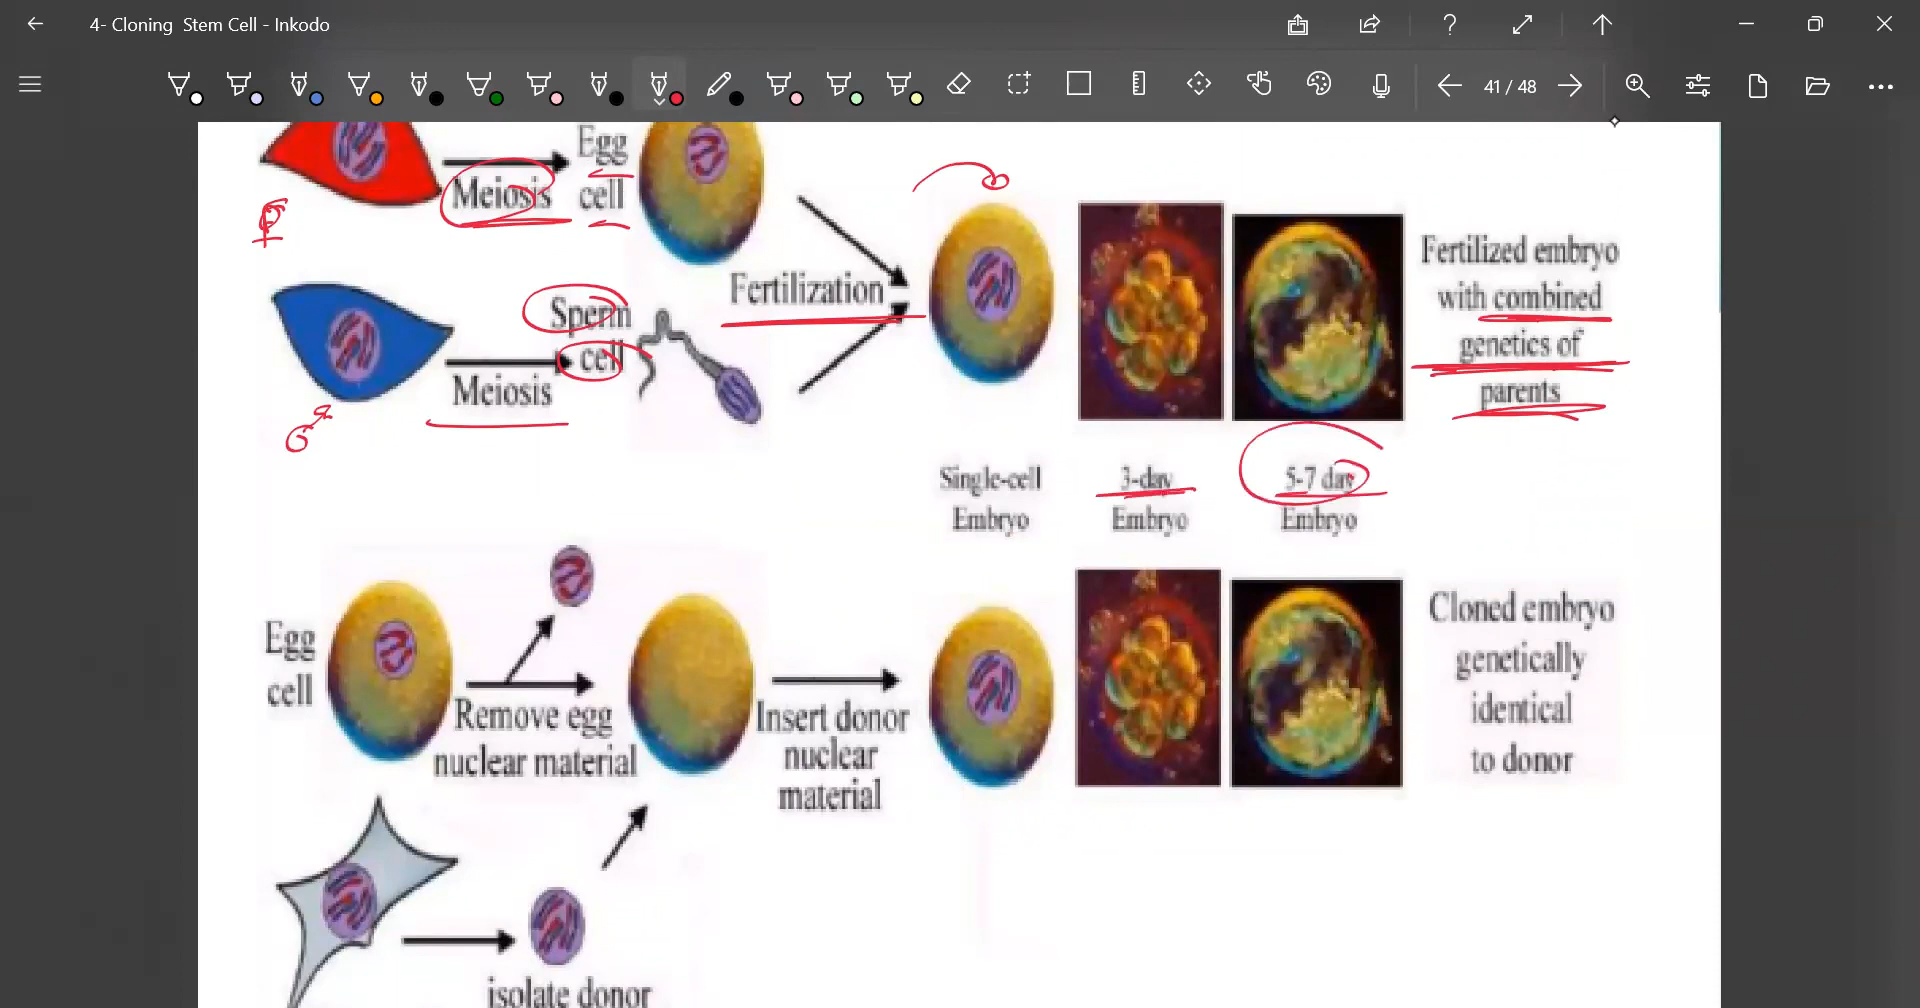 4- Cloning  Stem Cell - Inkodo
41 / 48
Egg
cell
Meiosis
Sperm
cell
Meiosis
Fertilization
Fertilized embryo
with combined
genetics of
parents
Single-cell
Embryo
3-day
Embryo
5-7 day
Embryo
Egg
cell
Remove egg
nuclear material
Insert donor
nuclear
material
Cloned embryo
genetically
identical
to donor
isolate donor